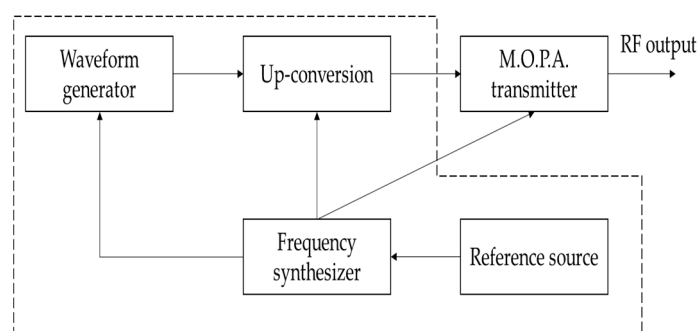 Waveform
generator
Up-conversion
M.O.P.A.
transmitter
RF output
Frequency
synthesizer
Reference source